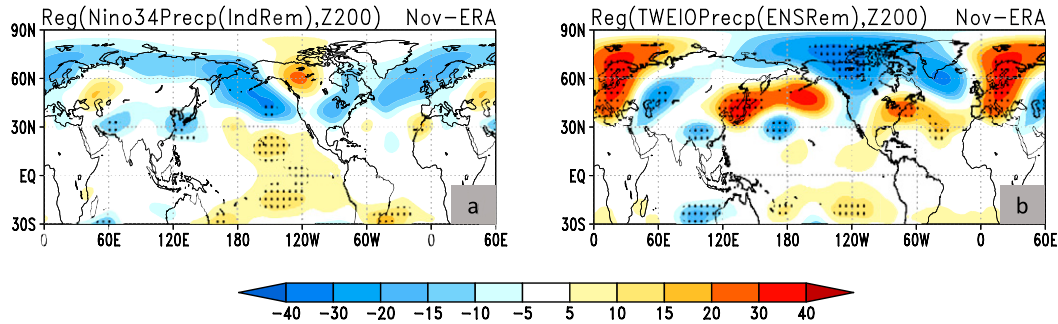 Reg(Nino34Precp(IndRem),Z200) Nov-ERA
90N
60N
30N
EQ
30S
0 60E 120E 180 120W 60W 0 60E
a
Reg(TWEIOPrecp(ENSRem),Z200) Nov-ERA
90N
60N
30N
EQ
30S
0 60E 120E 180 120W 60W 0 60E
b
-40 -30 -20 -15 -10 -5 5 10 15 20 30 40